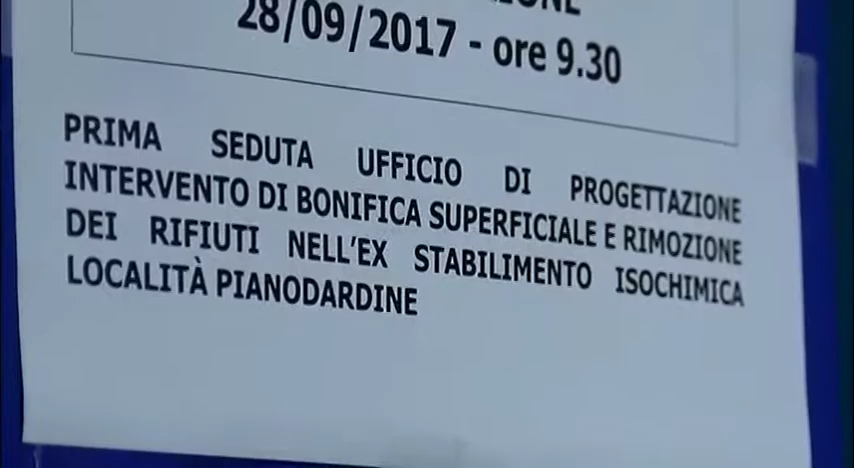 28/09/2017 - ore 9.30
PRIMA SEDUTA UFFICIO DI PROGETTAZIONE
INTERVENTO DI BONIFICA SUPERFICIALE E RIMOZIONE
DEI RIFIUTI NELL'EX STABILIMENTO ISOCHIMICA
LOCALITÀ PIANODARDINE